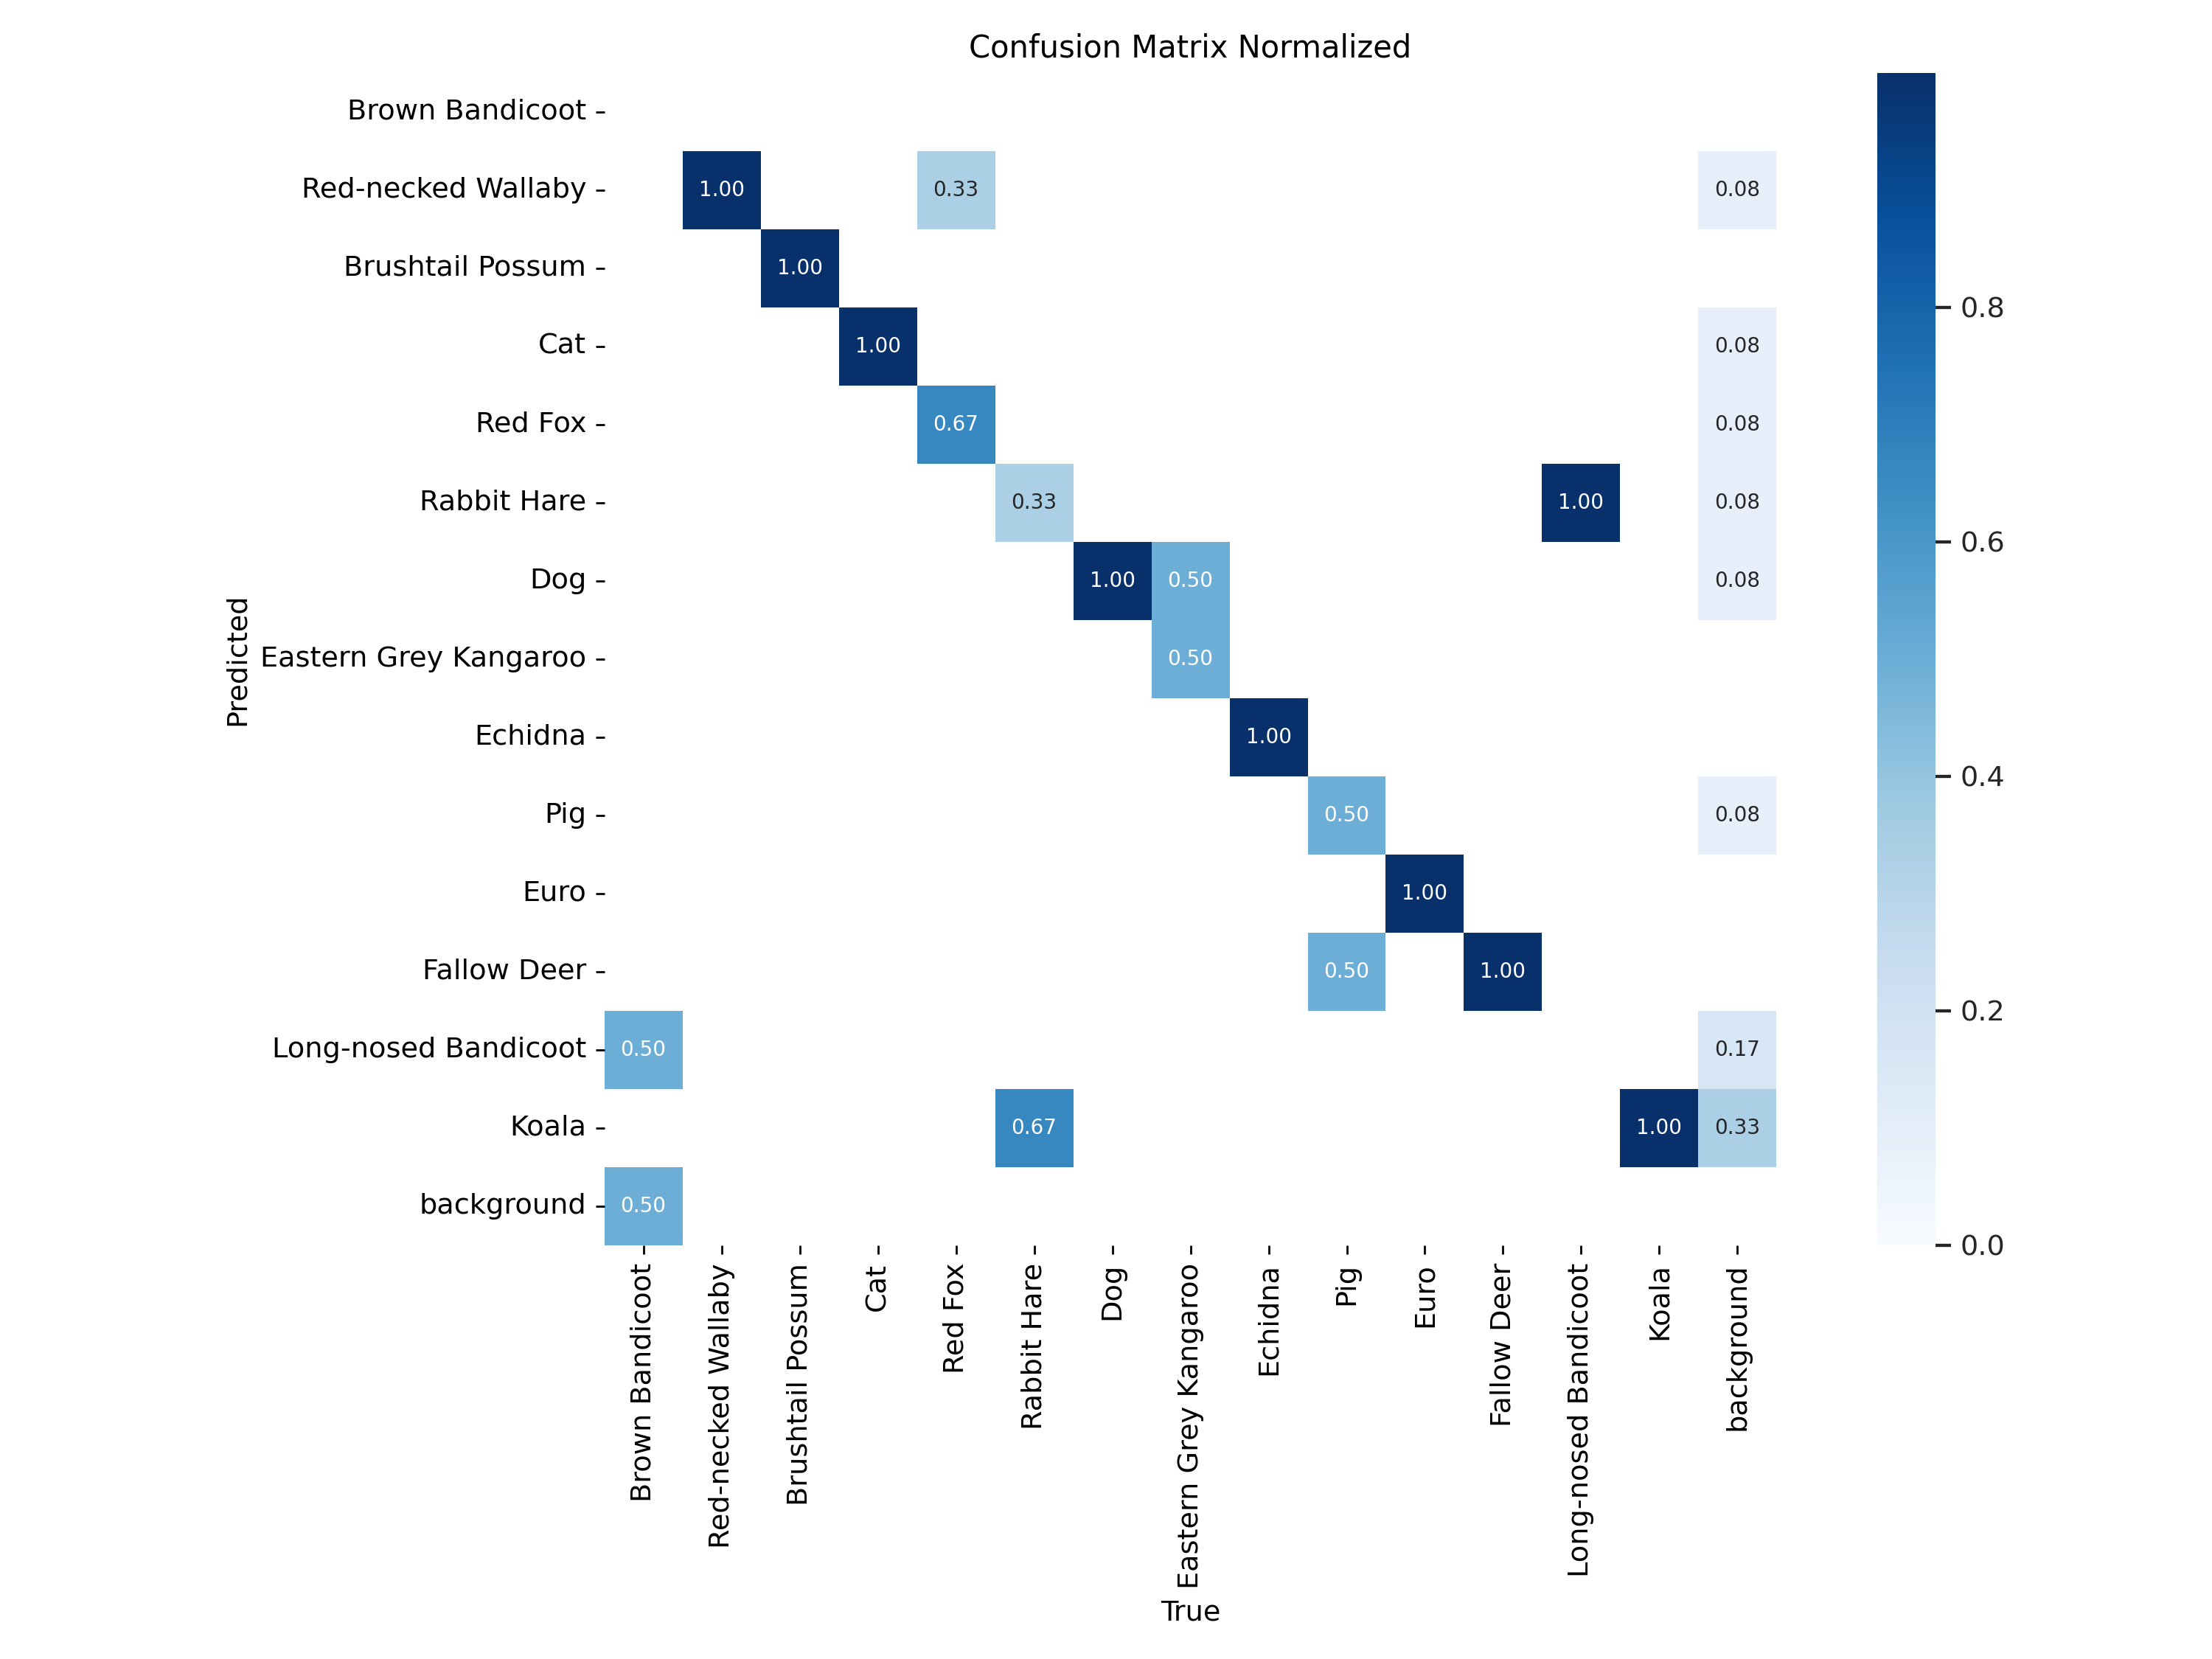 Confusion Matrix Normalized
Brown Bandicoot
Red-necked Wallaby 1.00 0.33 0.08
Brushtail Possum 1.00
Cat 1.00 0.08
Red Fox 0.67 0.08
Rabbit Hare 0.33 1.00 0.08
Dog 1.00 0.50 0.08
Eastern Grey Kangaroo 0.50
Echidna 1.00
Pig 0.50 0.08
Euro 1.00
Fallow Deer 0.50 1.00
Long-nosed Bandicoot 0.50 0.17
Koala 0.67 1.00 0.33
background 0.50
Predicted
Brown Bandicoot
Red-necked Wallaby
Brushtail Possum
Cat
Red Fox
Rabbit Hare
Dog
Eastern Grey Kangaroo
Echidna
Pig
Euro
Fallow Deer
Long-nosed Bandicoot
Koala
background
True
0.8
0.6
0.4
0.2
0.0